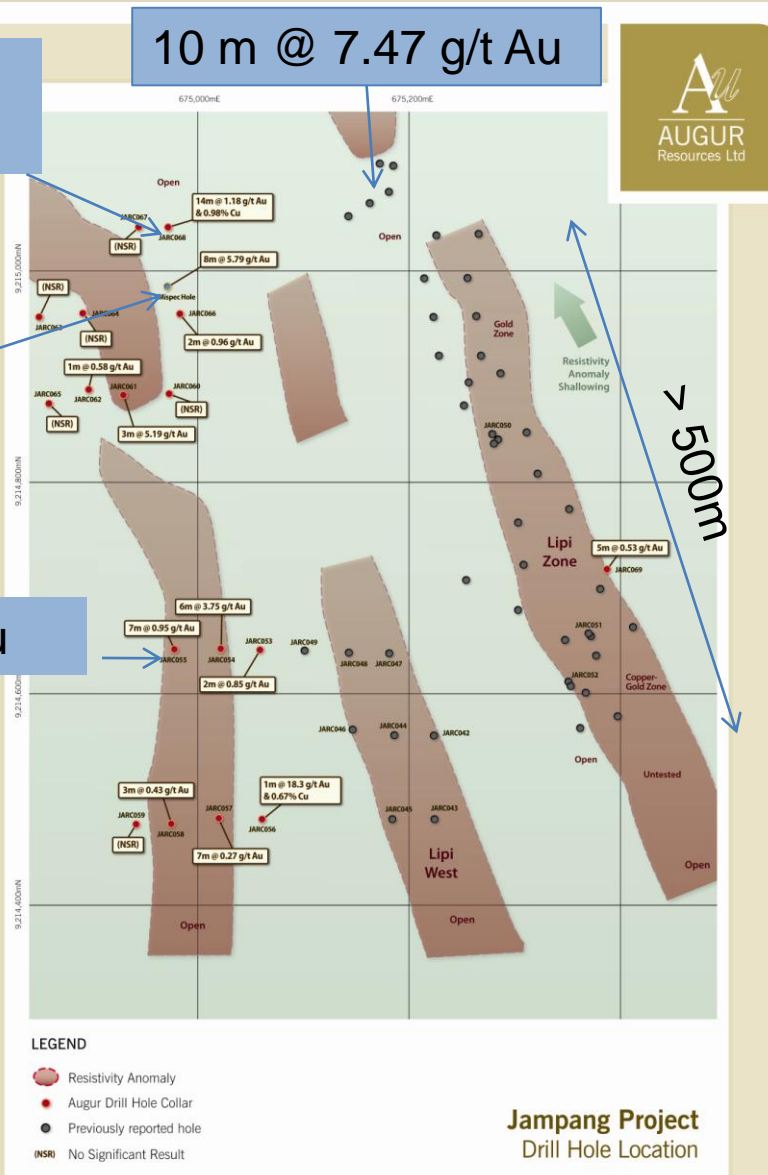 10 m @ 7.47 g/t Au
Au
AUGUR
Resources Ltd
675,000mE
675,200mE
Open
JARC067
14m @ 1.18 g/t Au
& 0.98% Cu
JARC068
(NSR)
Open
9,215,000mN
8m @ 5.79 g/t Au
Mispec Hole
(NSR)
JARC064
JARC066
(NSR)
2m @ 0.96 g/t Au
1m @ 0.58 g/t Au
JARC065
JARC062
JARC061
JARC060
(NSR)
(NSR)
3m @ 5.19 g/t Au
Gold
Zone
Resistivity
Anomaly
Shallowing
JARC050
> 500m
9,214,800mN
Lipi
Zone
5m @ 0.53 g/t Au
JARC069
6m @ 3.75 g/t Au
7m @ 0.95 g/t Au
JARC055
JARC054
JARC053
JARC049
2m @ 0.85 g/t Au
JARC048
JARC047
JARC051
JARC052
Copper-
Gold Zone
9,214,600mN
JARC046
JARC044
JARC042
Open
Untested
3m @ 0.43 g/t Au
1m @ 18.3 g/t Au
& 0.67% Cu
JARC059
JARC058
JARC057
JARC056
JARC045
JARC043
(NSR)
7m @ 0.27 g/t Au
Lipi
West
Open
9,214,400mN
Open
Open
LEGEND
Resistivity Anomaly
Augur Drill Hole Collar
Previously reported hole
(NSR) No Significant Result
Jampang Project
Drill Hole Location